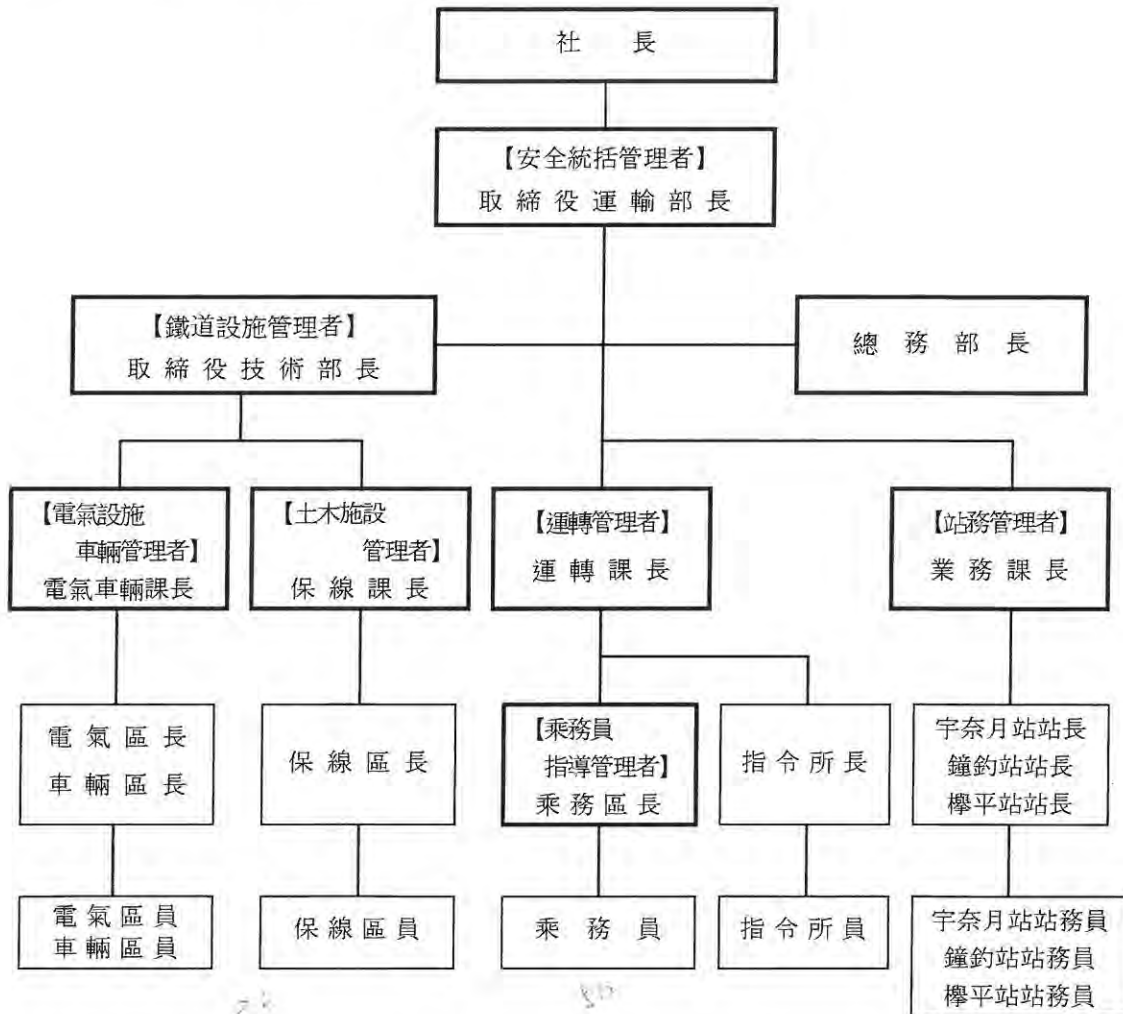 社長
【安全統括管理者】
取締役運輸部長
【鐵道設施管理者】
取締役技術部長
總務部長
【電氣設施
車輛管理者】
電氣車輛課長
【土木施設
管理者】
保線課長
【運轉管理者】
運轉課長
【站務管理者】
業務課長
電氣區長
車輛區長
保線區長
【乘務員
指導管理者】
乘務區長
指令所長
宇奈月站站長
鐘釣站站長
欅平站站長
電氣區員
車輛區員
保線區員
乘務員
指令所員
宇奈月站站務員
鐘釣站站務員
欅平站站務員